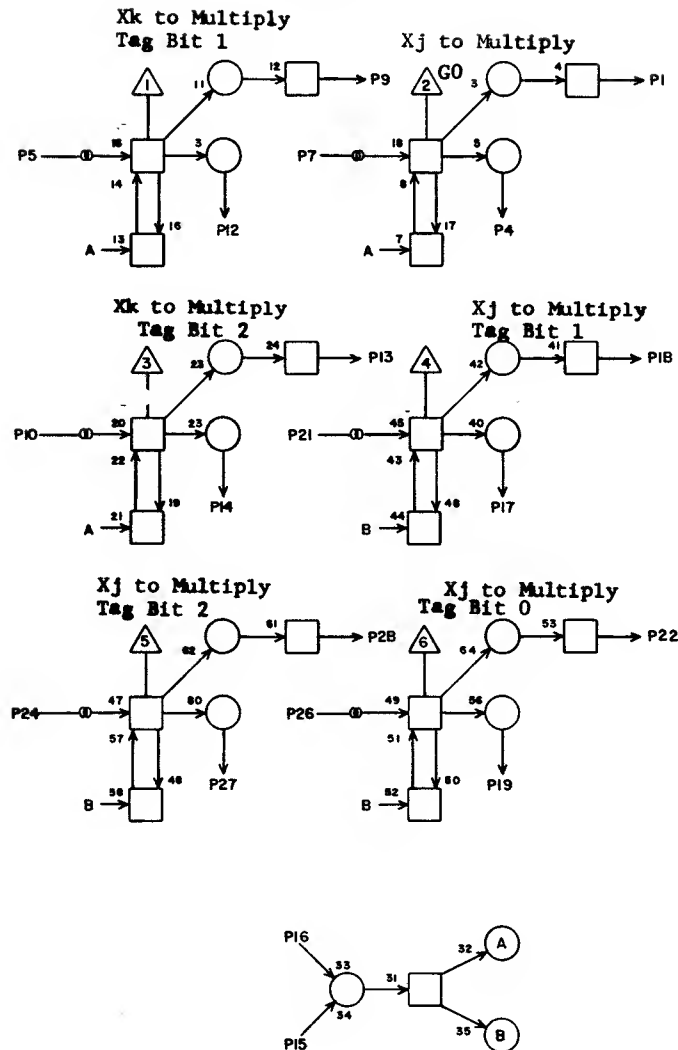 Xk to Multiply
Tag Bit 1
1
11
12
P9
P5
15
3
14
16
P12
A
13
Xj to Multiply
GO
2
3
4
P1
P7
18
5
8
17
P4
A
7
Xk to Multiply
Tag Bit 2
3
23
24
P13
P10
20
23
22
19
P14
A
21
Xj to Multiply
Tag Bit 1
4
42
41
P18
P21
45
40
43
46
P17
B
44
Xj to Multiply
Tag Bit 2
5
62
61
P28
P24
47
60
57
48
P27
B
58
Xj to Multiply
Tag Bit 0
6
54
53
P22
P26
49
56
51
50
P19
B
52
P16
33
34
P15
31
32
A
35
B